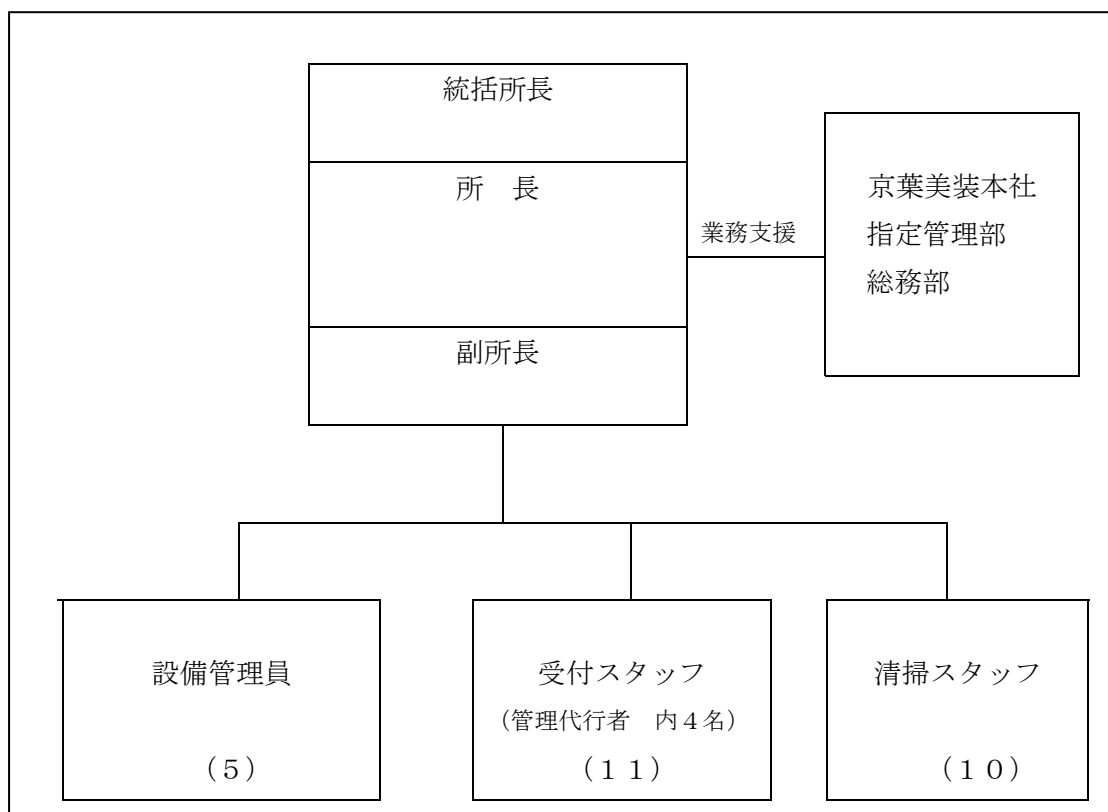 統括所長
所　長
副所長
業務支援
京葉美装本社
指定管理部
総務部
設備管理員
（５）
受付スタッフ
（管理代行者　内４名）
（１１）
清掃スタッフ
（１０）